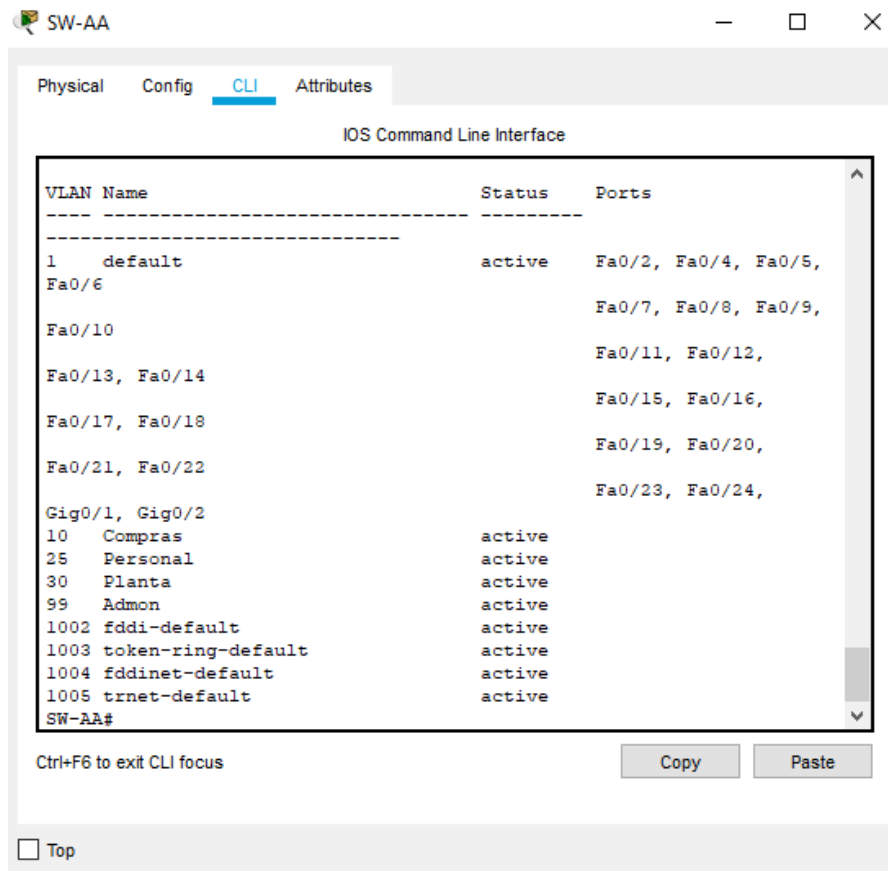 SW-AA
Physical Config CLI Attributes
IOS Command Line Interface
VLAN Name                             Status    Ports
---- -------------------------------- ---------
-------------------------------
1    default                          active    Fa0/2, Fa0/4, Fa0/5,
Fa0/6
                                                Fa0/7, Fa0/8, Fa0/9,
Fa0/10
                                                Fa0/11, Fa0/12,
Fa0/13, Fa0/14
                                                Fa0/15, Fa0/16,
Fa0/17, Fa0/18
                                                Fa0/19, Fa0/20,
Fa0/21, Fa0/22
                                                Fa0/23, Fa0/24,
Gig0/1, Gig0/2
10   Compras                          active
25   Personal                         active
30   Planta                           active
99   Admon                            active
1002 fddi-default                     active
1003 token-ring-default               active
1004 fddinet-default                  active
1005 trnet-default                    active
SW-AA#
Ctrl+F6 to exit CLI focus Copy Paste
Top